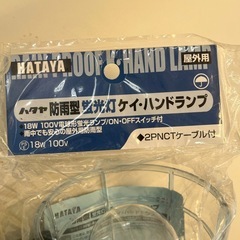 HATAYA
PROOF HAND L
屋外用
ハタヤ 防雨型 蛍光灯 ケイ・ハンドランプ
18W 100V電球形蛍光ランプ/ON・OFFスイッチ付
雨中でも安心の屋外用防雨型
18W 100V
◆2PNCTケーブル付
HATAYA